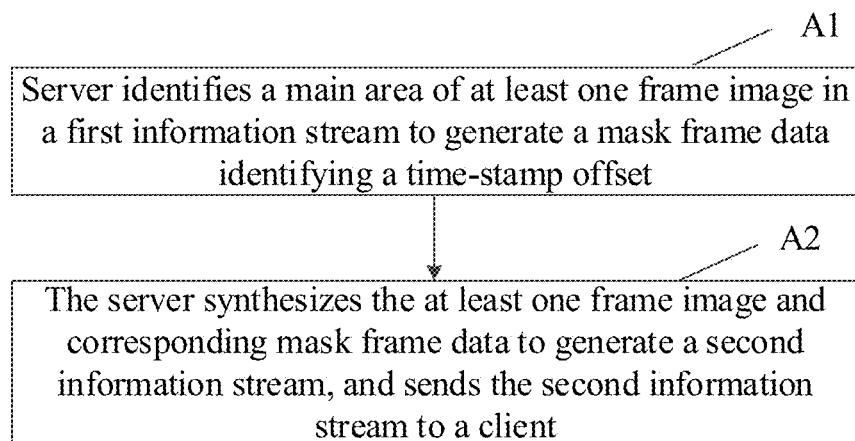 A1
Server identifies a main area of at least one frame image in
a first information stream to generate a mask frame data
identifying a time-stamp offset
A2
The server synthesizes the at least one frame image and
corresponding mask frame data to generate a second
information stream, and sends the second information
stream to a client